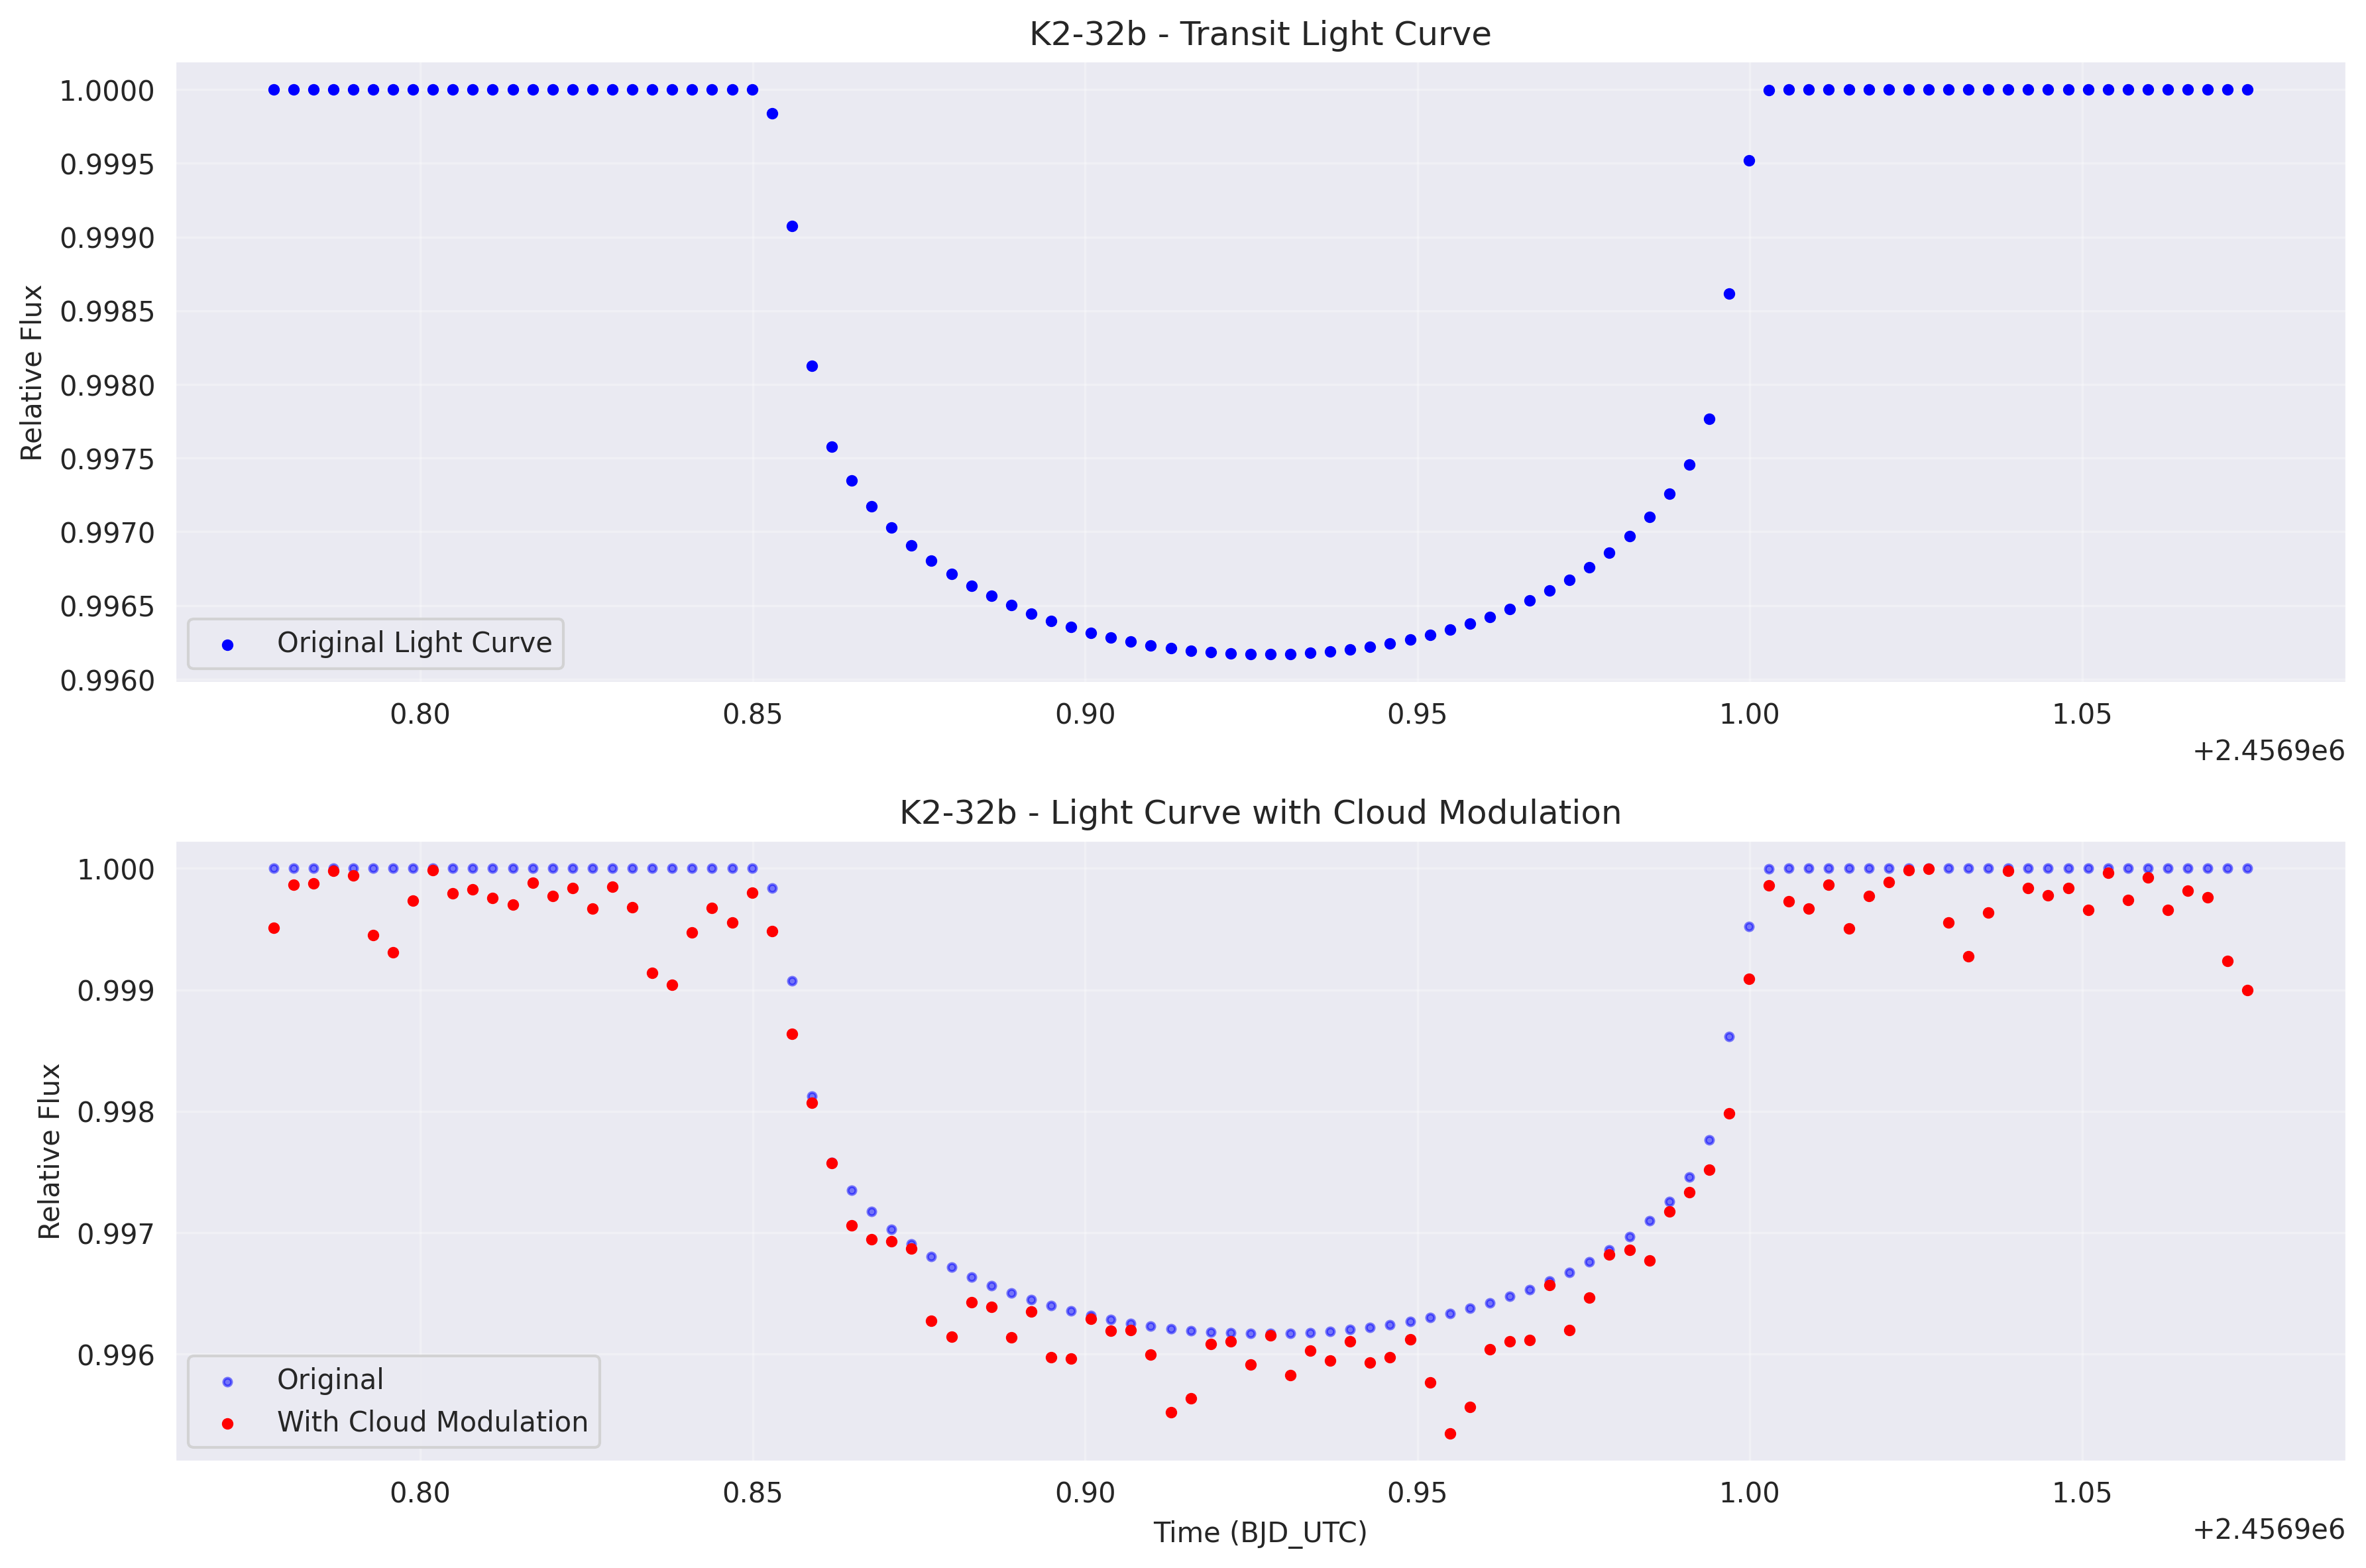 K2-32b - Transit Light Curve
Relative Flux
1.0000
0.9995
0.9990
0.9985
0.9980
0.9975
0.9970
0.9965
0.9960
Original Light Curve
0.80 0.85 0.90 0.95 1.00 1.05
+2.4569e6
K2-32b - Light Curve with Cloud Modulation
Relative Flux
1.000
0.999
0.998
0.997
0.996
Original
With Cloud Modulation
0.80 0.85 0.90 0.95 1.00 1.05
Time (BJD_UTC)
+2.4569e6